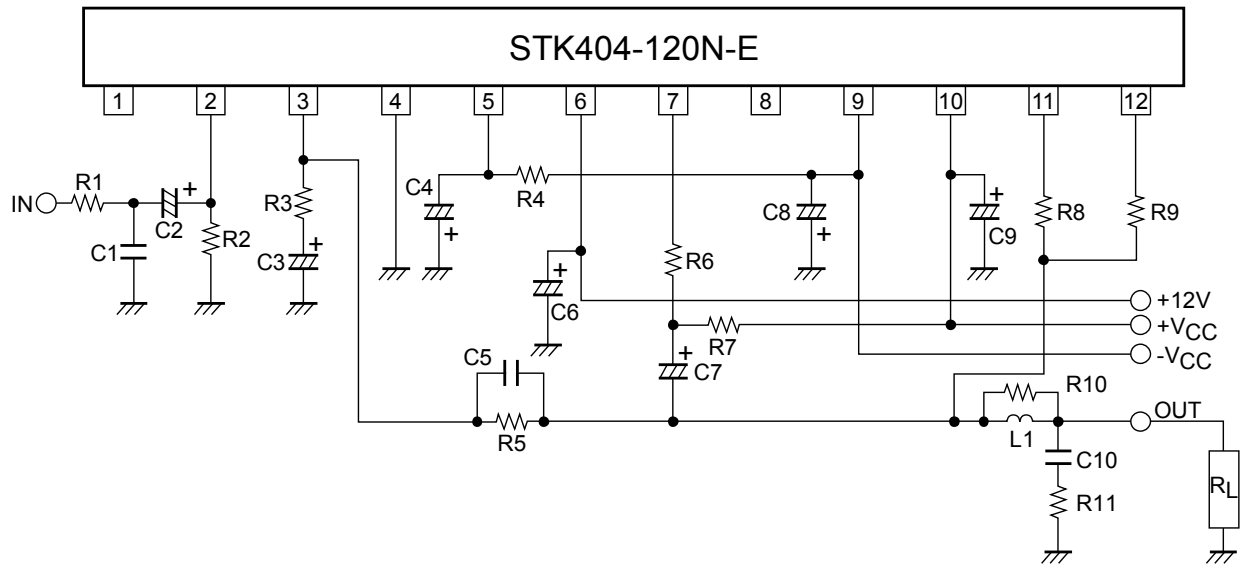 STK404-120N-E
1 2 3 4 5 6 7 8 9 10 11 12
IN R1 C2 + R2 C1
R3 C3 +
C4 + R4
C8 +
+ C9
R8 R9
R6
+ C6
+12V
R7 +VCC
-VCC
C5 + C7
R10
OUT
R5 L1
C10
R11
RL